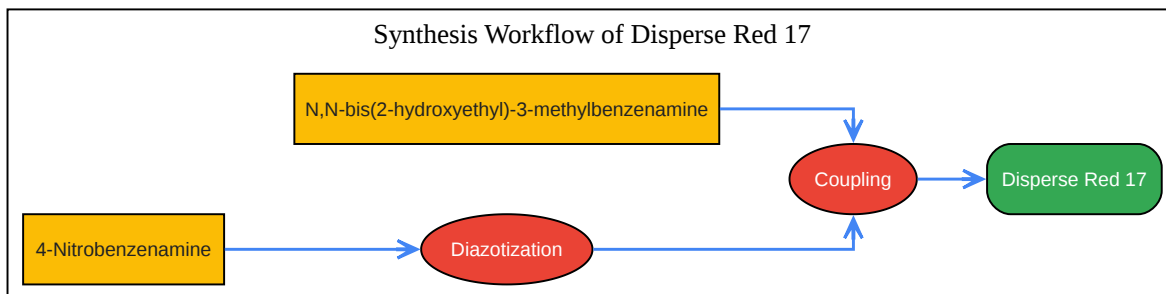 Synthesis Workflow of Disperse Red 17
N,N-bis(2-hydroxyethyl)-3-methylbenzenamine
Coupling
Disperse Red 17
4-Nitrobenzenamine
Diazotization